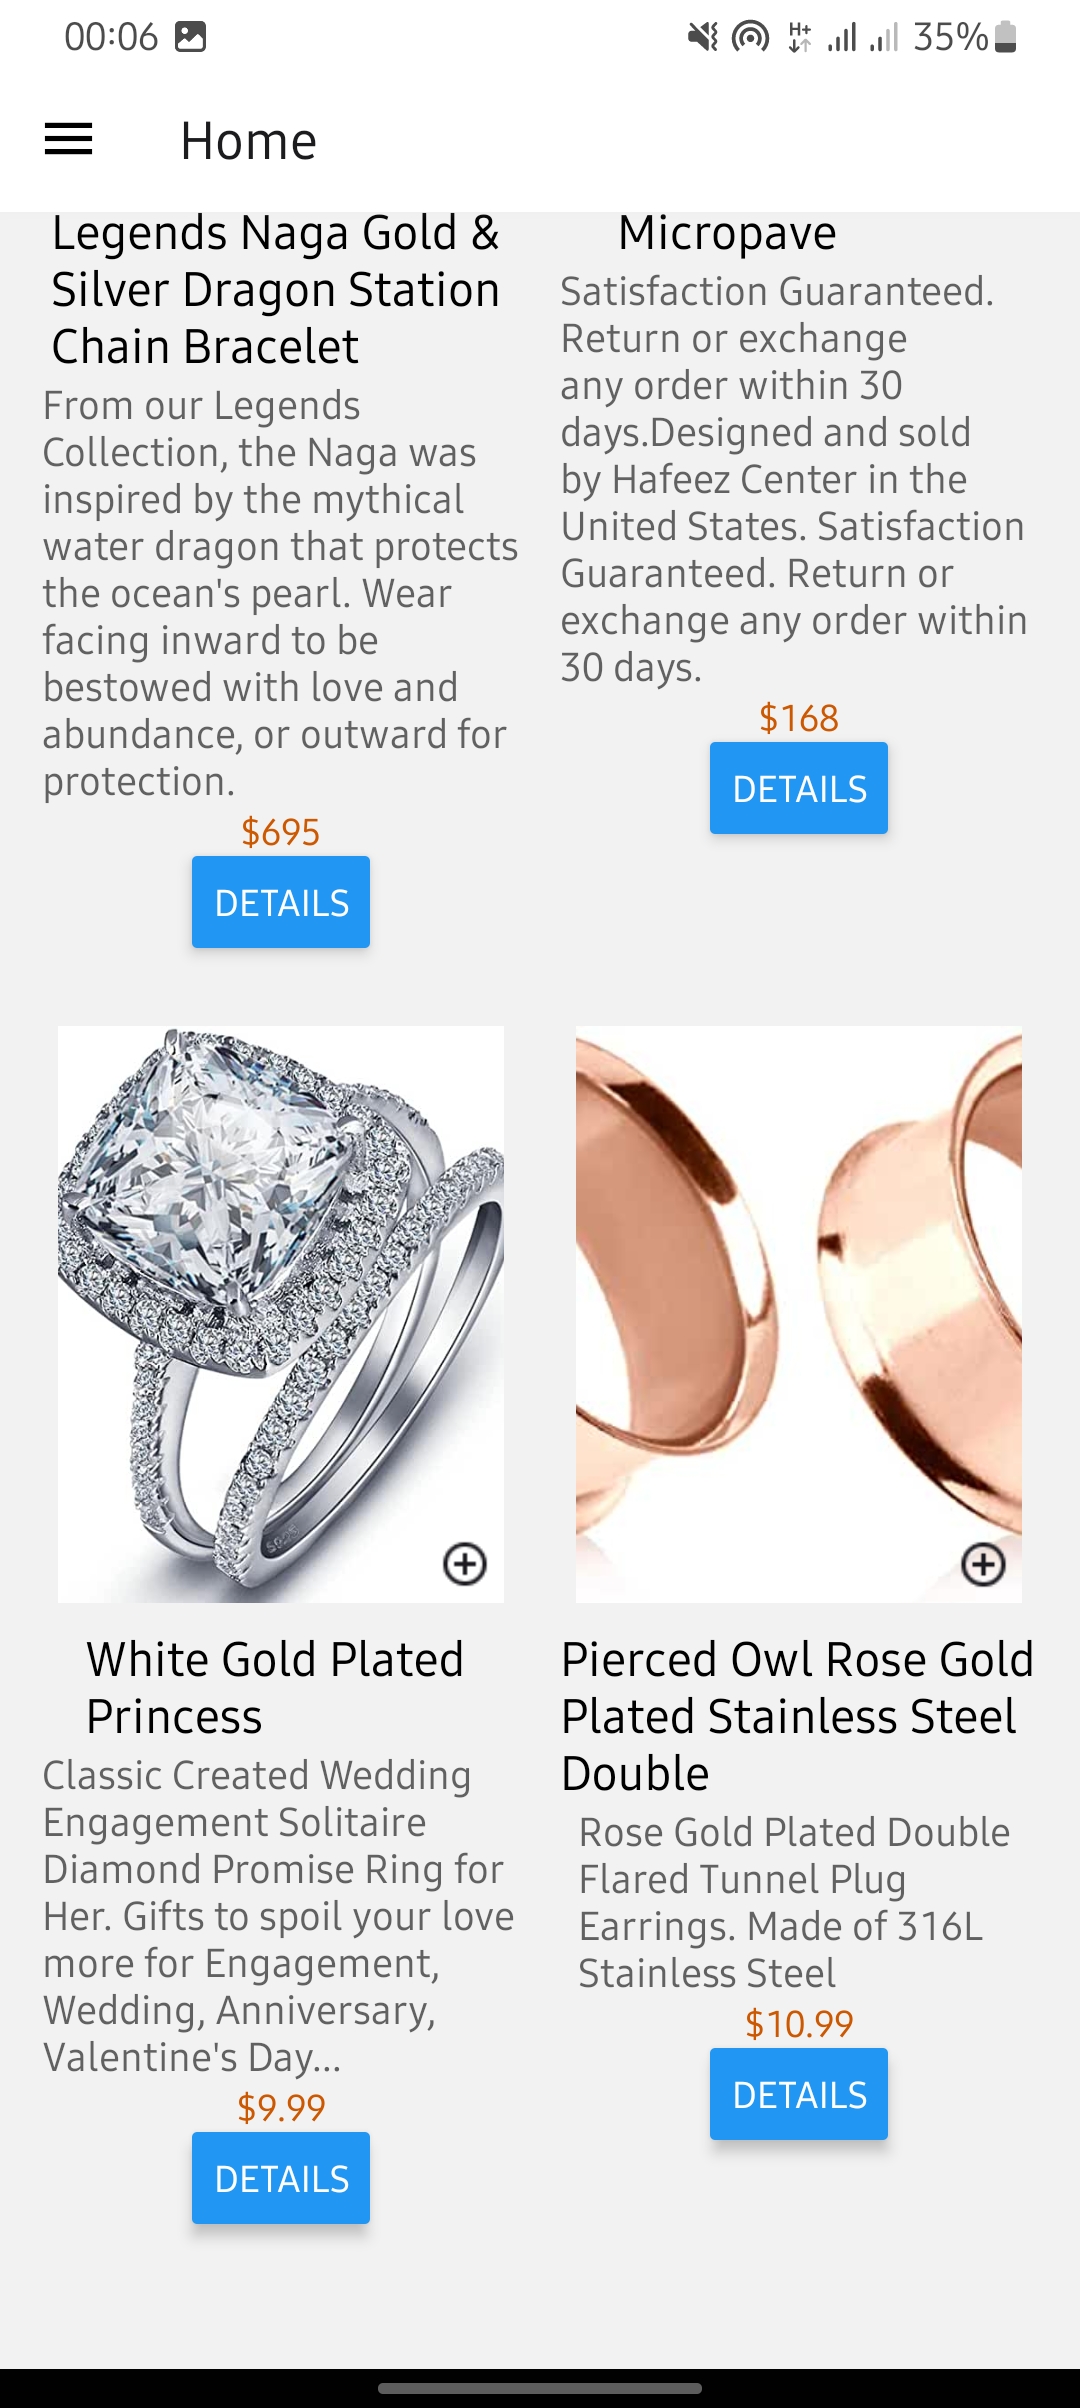 00:06
H+
35%
Home
Legends Naga Gold &
Silver Dragon Station
Chain Bracelet
From our Legends
Collection, the Naga was
inspired by the mythical
water dragon that protects
the ocean's pearl. Wear
facing inward to be
bestowed with love and
abundance, or outward for
protection.
$695
DETAILS
Micropave
Satisfaction Guaranteed.
Return or exchange
any order within 30
days.Designed and sold
by Hafeez Center in the
United States. Satisfaction
Guaranteed. Return or
exchange any order within
30 days.
$168
DETAILS
White Gold Plated
Princess
Classic Created Wedding
Engagement Solitaire
Diamond Promise Ring for
Her. Gifts to spoil your love
more for Engagement,
Wedding, Anniversary,
Valentine's Day...
$9.99
DETAILS
Pierced Owl Rose Gold
Plated Stainless Steel
Double
Rose Gold Plated Double
Flared Tunnel Plug
Earrings. Made of 316L
Stainless Steel
$10.99
DETAILS